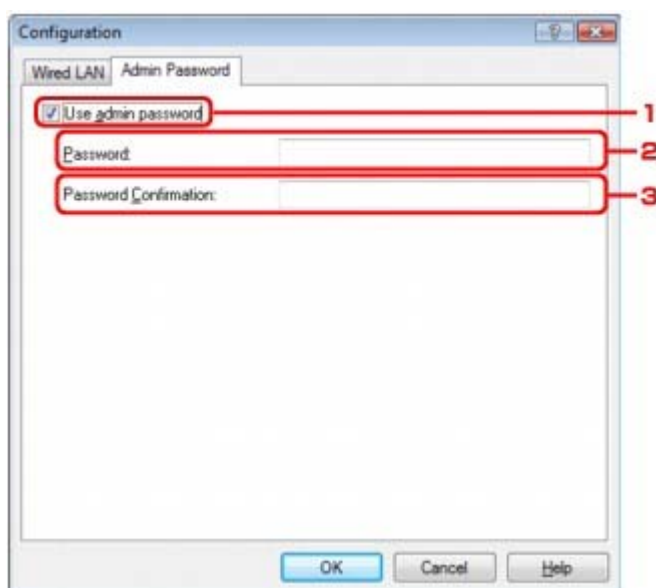 Configuration
Wired LAN Admin Password
Use admin password 1
Password: 2
Password Confirmation: 3
OK Cancel Help